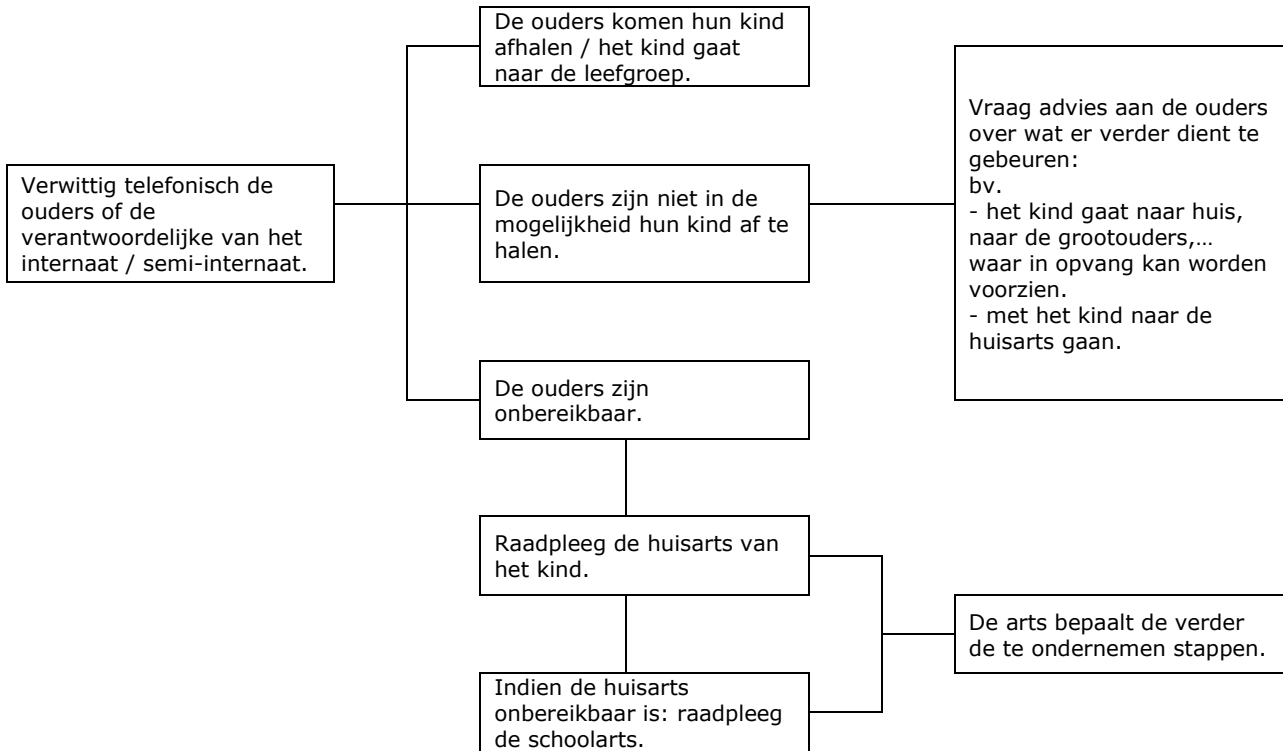 De ouders komen hun kind
afhalen / het kind gaat
naar de leefgroep.
Verwittig telefonisch de
ouders of de
verantwoordelijke van het
internaat / semi-internaat.
De ouders zijn niet in de
mogelijkheid hun kind af te
halen.
Vraag advies aan de ouders
over wat er verder dient te
gebeuren:
bv.
- het kind gaat naar huis,
naar de grootouders,...
waar in opvang kan worden
voorzien.
- met het kind naar de
huisarts gaan.
De ouders zijn
onbereikbaar.
Raadpleeg de huisarts van
het kind.
De arts bepaalt de verder
de te ondernemen stappen.
Indien de huisarts
onbereikbaar is: raadpleeg
de schoolarts.